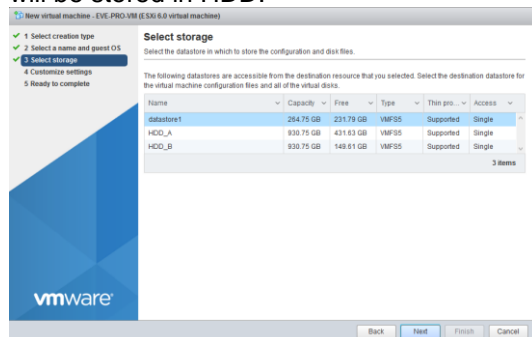 will be stored in HDD.
New virtual machine - EVE-PRO-VM (ESXi 6.0 virtual machine)
1 Select creation type
2 Select a name and guest OS
3 Select storage
4 Customize settings
5 Ready to complete
Select storage
Select the datastore in which to store the configuration and disk files.
The following datastores are accessible from the destination resource that you selected. Select the destination datastore for
the virtual machine configuration files and all of the virtual disks.
Name Capacity Free Type Thin pro... Access
datastore1 264.75 GB 231.79 GB VMFS5 Supported Single
HDD_A 930.75 GB 431.63 GB VMFS5 Supported Single
HDD_B 930.75 GB 149.61 GB VMFS5 Supported Single
3 items
vmware
Back Next Finish Cancel